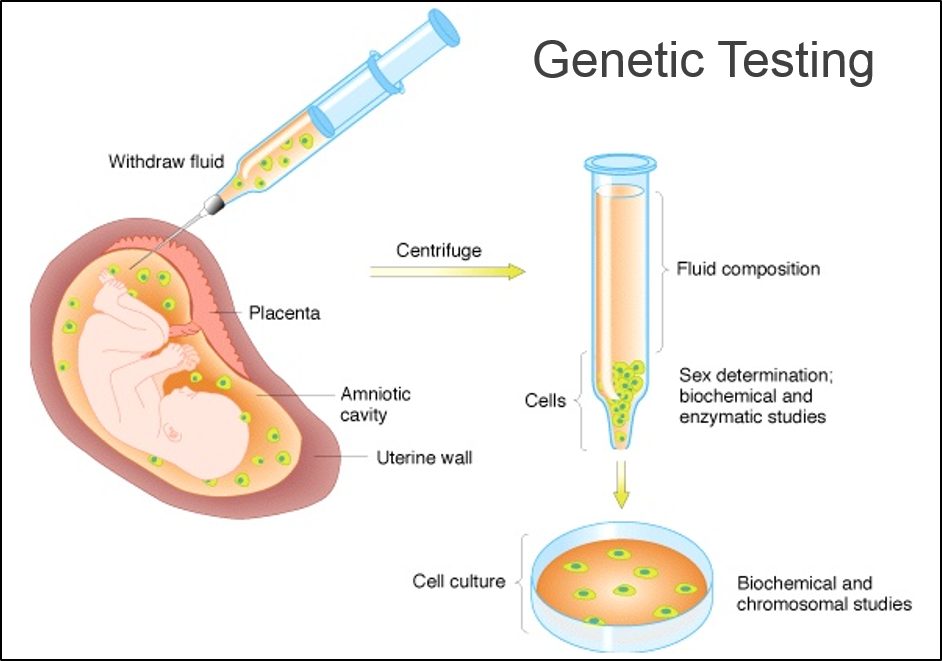 Genetic Testing
Withdraw fluid
Centrifuge
Fluid composition
Placenta
Amniotic
cavity
Uterine wall
Cells
Sex determination;
biochemical and
enzymatic studies
Cell culture
Biochemical and
chromosomal studies